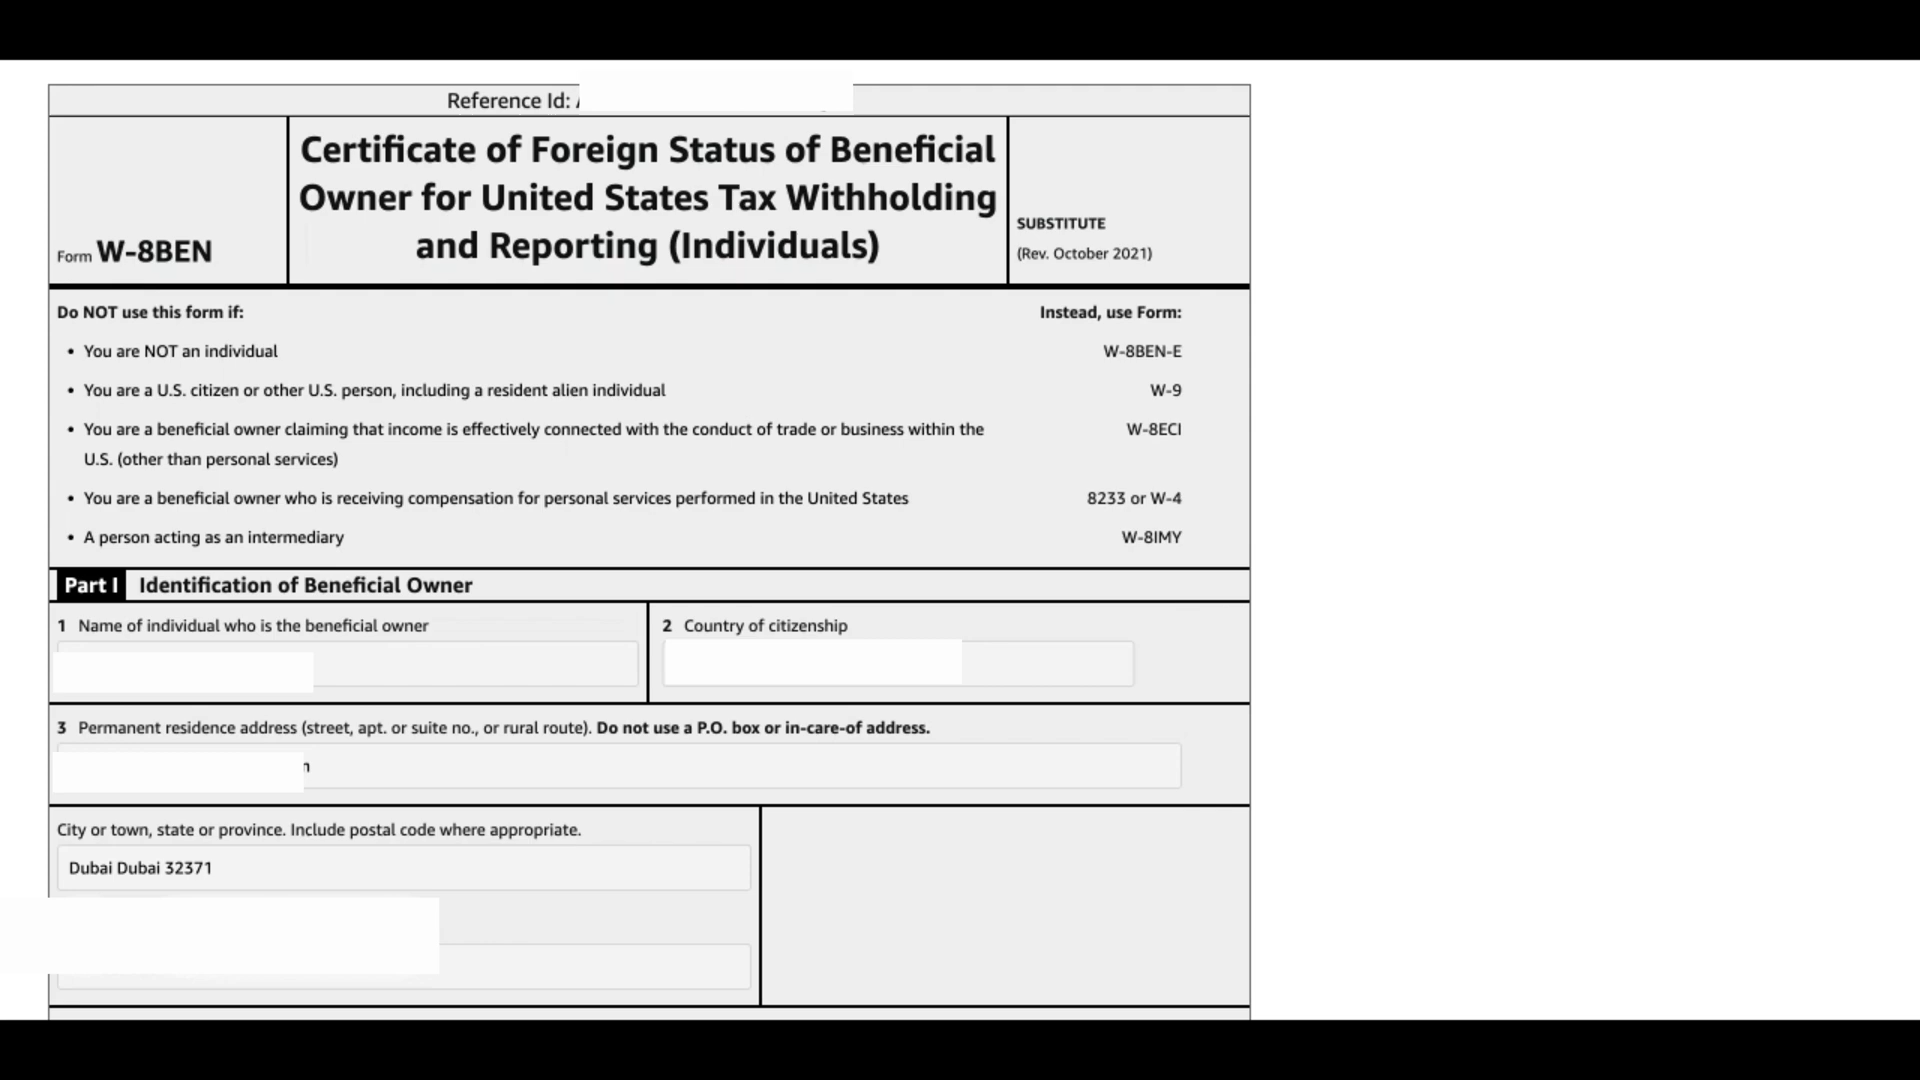 Reference Id:
Form W-8BEN
Certificate of Foreign Status of Beneficial
Owner for United States Tax Withholding
and Reporting (Individuals)
SUBSTITUTE
(Rev. October 2021)
Do NOT use this form if:
Instead, use Form:
• You are NOT an individual
W-8BEN-E
• You are a U.S. citizen or other U.S. person, including a resident alien individual
W-9
• You are a beneficial owner claiming that income is effectively connected with the conduct of trade or business within the
U.S. (other than personal services)
W-8ECI
• You are a beneficial owner who is receiving compensation for personal services performed in the United States
8233 or W-4
• A person acting as an intermediary
W-8IMY
Part I Identification of Beneficial Owner
1 Name of individual who is the beneficial owner
2 Country of citizenship
3 Permanent residence address (street, apt. or suite no., or rural route). Do not use a P.O. box or in-care-of address.
City or town, state or province. Include postal code where appropriate.
Dubai Dubai 32371